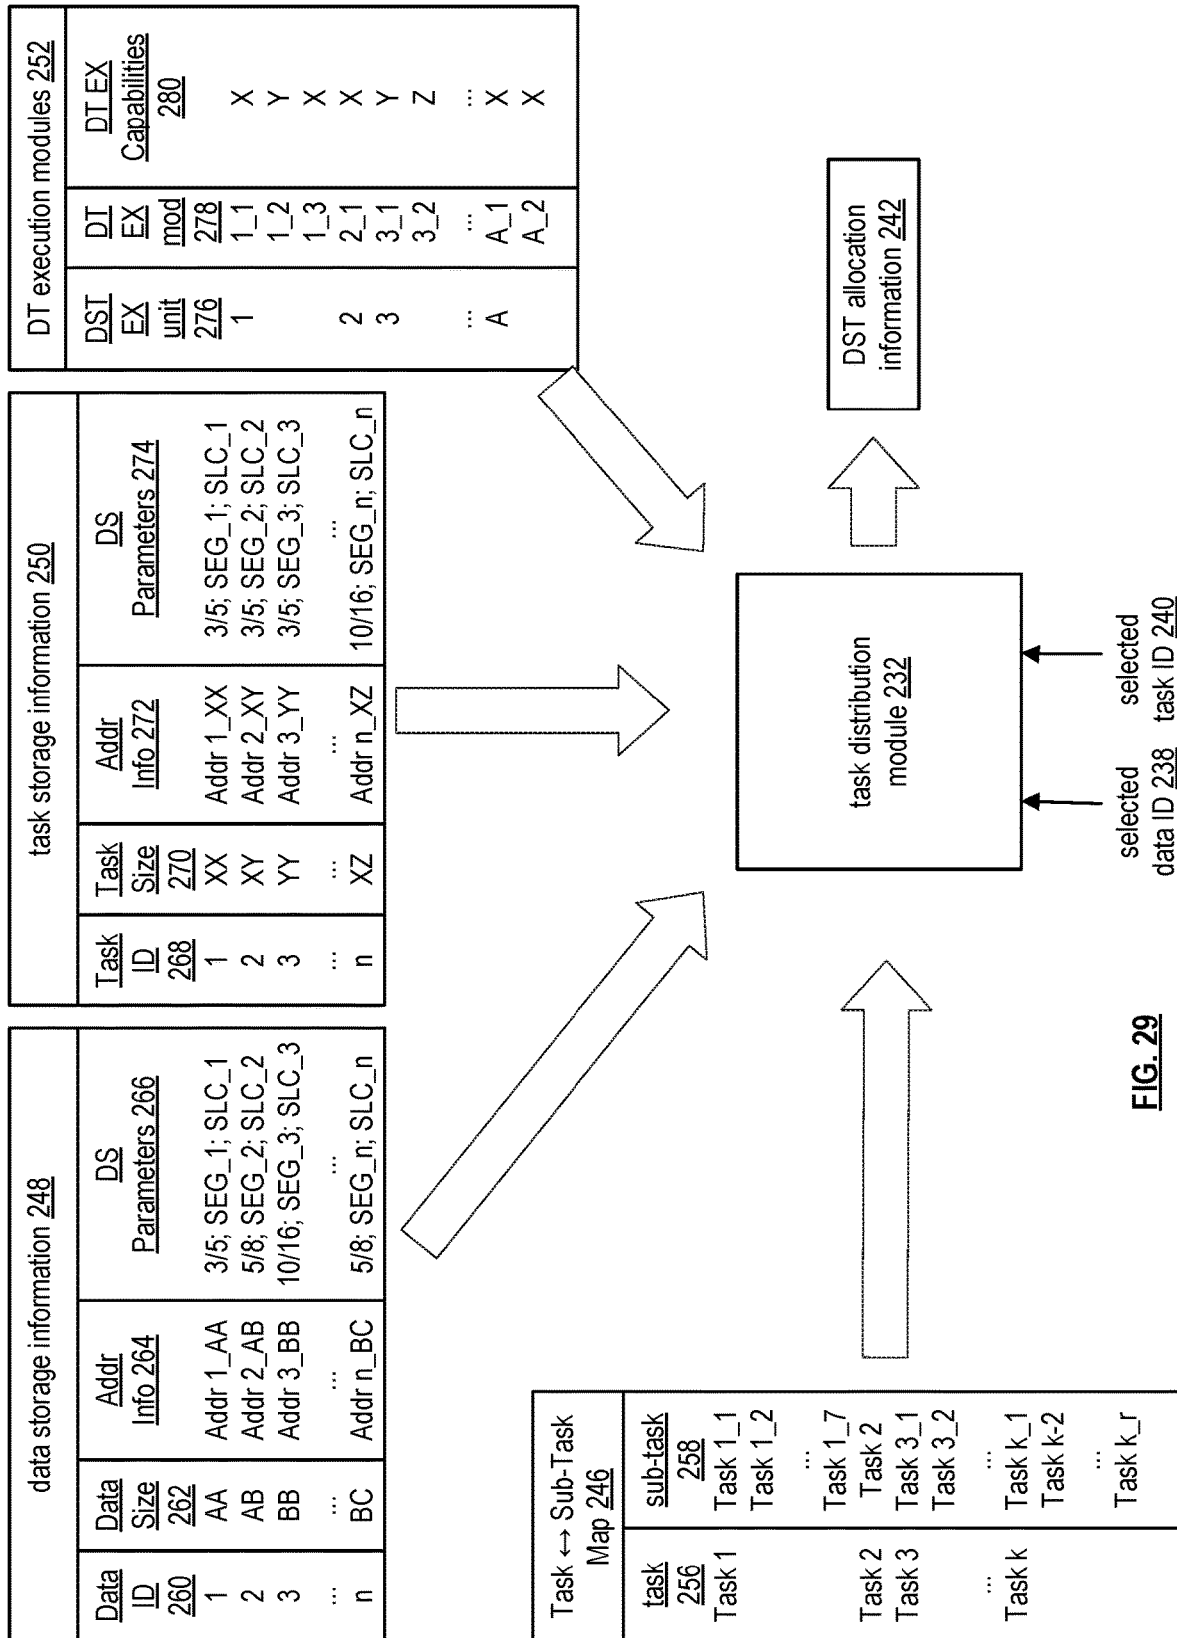 data storage information 248
Data ID 260 | Data Size 262 | Addr Info 264 | DS Parameters 266
1 | AA | Addr 1_AA | 3/5; SEG_1; SLC_1
2 | AB | Addr 2_AB | 5/8; SEG_2; SLC_2
3 | BB | Addr 3_BB | 10/16; SEG_3; SLC_3
... | ... | ... | ...
n | BC | Addr n_BC | 5/8; SEG_n; SLC_n
task storage information 250
Task ID 268 | Task Size 270 | Addr Info 272 | DS Parameters 274
1 | XX | Addr 1_XX | 3/5; SEG_1; SLC_1
2 | XY | Addr 2_XY | 3/5; SEG_2; SLC_2
3 | YY | Addr 3_YY | 3/5; SEG_3; SLC_3
... | ... | ... | ...
n | XZ | Addr n_XZ | 10/16; SEG_n; SLC_n
DT execution modules 252
DST EX unit 276 | DT EX mod 278 | DT EX Capabilities 280
1 | 1_1 | X
1_2 | Y
1_3 | X
2 | 2_1 | X
3 | 3_1 | Y
3_2 | Z
... | ... | ...
A | A_1 | X
A_2 | X
Task ↔ Sub-Task
Map 246
task 256 | sub-task 258
Task 1 | Task 1_1
Task 1_2
...
Task 1_7
Task 2 | Task 2
Task 3 | Task 3_1
Task 3_2
... | ...
Task k | Task k_1
Task k-2
...
Task k_r
task distribution
module 232
DST allocation
information 242
selected
data ID 238
selected
task ID 240
FIG. 29